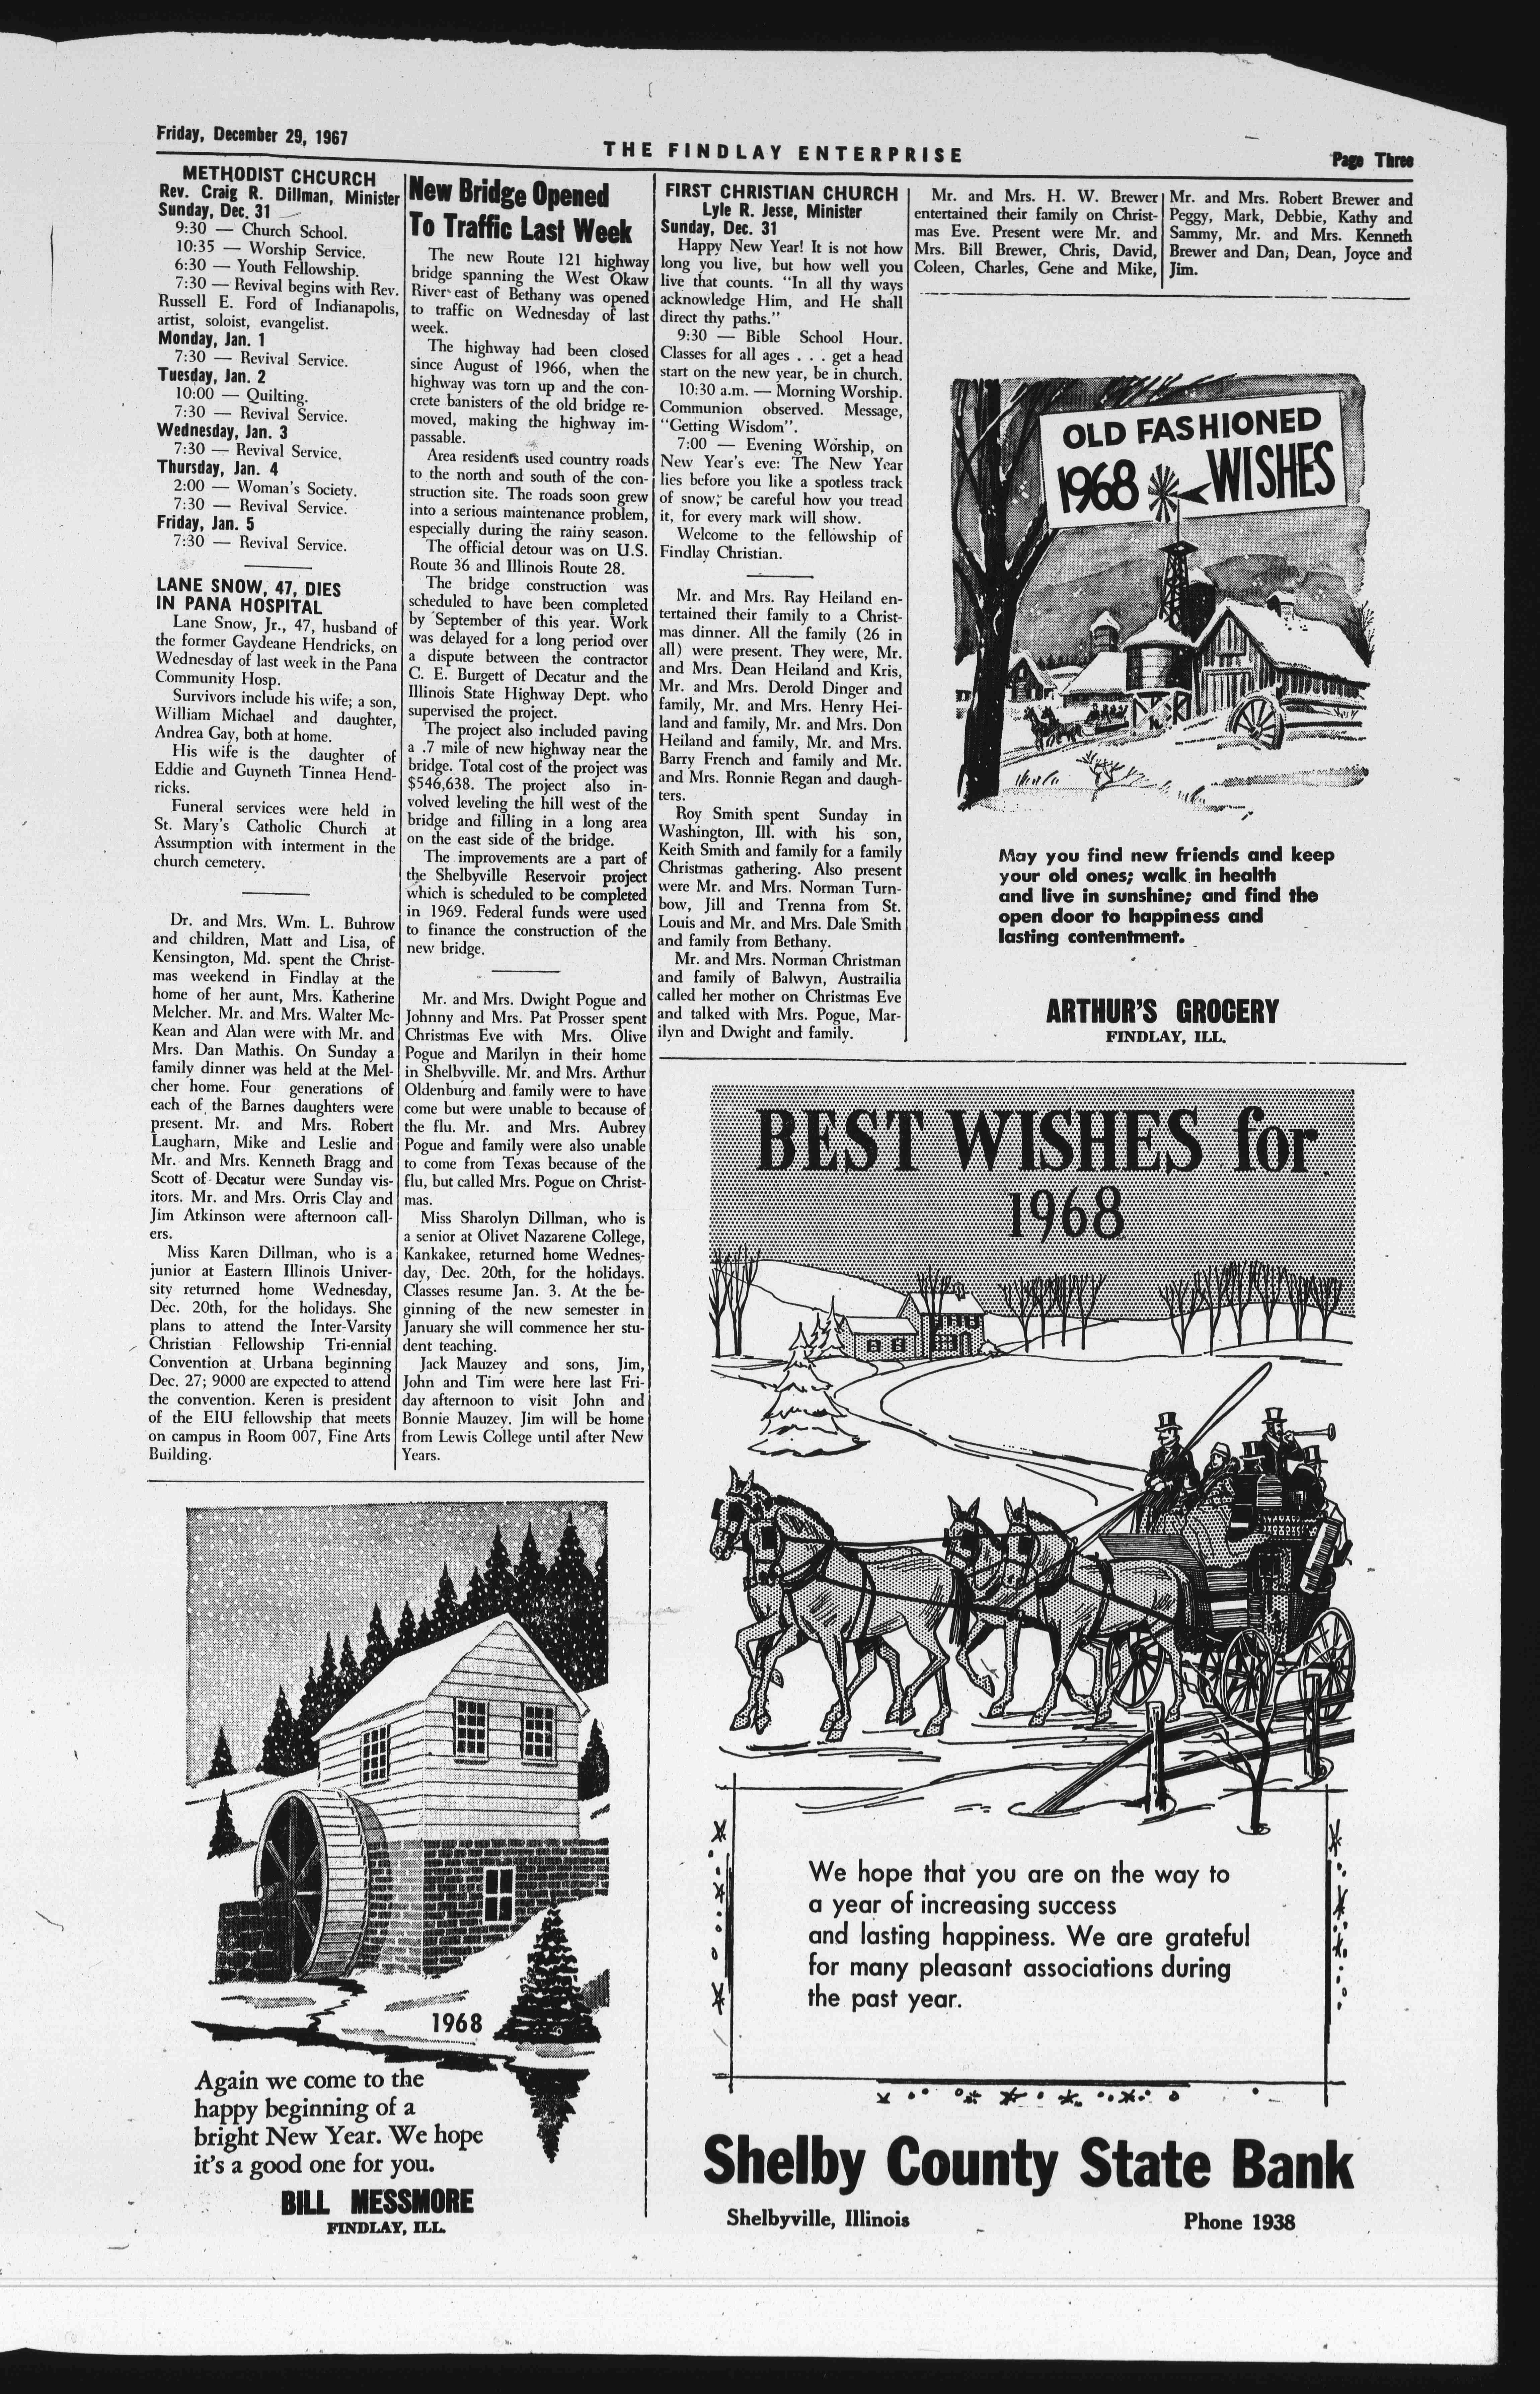 Friday, December 29, 1967
THE FINDLAY ENTERPRISE
Page Three
METHODIST CHCURCH
Rev. Craig R. Dillman, Minister
Sunday, Dec. 31
9:30 — Church School.
10:35 — Worship Service.
6:30 — Youth Fellowship.
7:30 — Revival begins with Rev.
Russell E. Ford of Indianapolis,
artist, soloist, evangelist.
Monday, Jan. 1
7:30 — Revival Service.
Tuesday, Jan. 2
10:00 — Quilting.
7:30 — Revival Service.
Wednesday, Jan. 3
7:30 — Revival Service.
Thursday, Jan. 4
2:00 — Woman's Society.
7:30 — Revival Service.
Friday, Jan. 5
7:30 — Revival Service.
LANE SNOW, 47, DIES
IN PANA HOSPITAL
Lane Snow, Jr., 47, husband of
the former Gaydeane Hendricks, on
Wednesday of last week in the Pana
Community Hosp.
Survivors include his wife; a son,
William Michael and daughter,
Andrea Gay, both at home.
His wife is the daughter of
Eddie and Guyneth Tinnea Hend-
ricks.
Funeral services were held in
St. Mary's Catholic Church at
Assumption with interment in the
church cemetery.
Dr. and Mrs. Wm. L. Buhrow
and children, Matt and Lisa, of
Kensington, Md. spent the Christ-
mas weekend in Findlay at the
home of her aunt, Mrs. Katherine
Melcher. Mr. and Mrs. Walter Mc-
Kean and Alan were with Mr. and
Mrs. Dan Mathis. On Sunday a
family dinner was held at the Mel-
cher home. Four generations of
each of the Barnes daughters were
present. Mr. and Mrs. Robert
Laugharn, Mike and Leslie and
Mr. and Mrs. Kenneth Bragg and
Scott of Decatur were Sunday vis-
itors. Mr. and Mrs. Orris Clay and
Jim Atkinson were afternoon call-
ers.
Miss Karen Dillman, who is a
junior at Eastern Illinois Univer-
sity returned home Wednesday,
Dec. 20th, for the holidays. She
plans to attend the Inter-Varsity
Christian Fellowship Tri-ennial
Convention at Urbana beginning
Dec. 27; 9000 are expected to attend
the convention. Keren is president
of the EIU fellowship that meets
on campus in Room 007, Fine Arts
Building.
New Bridge Opened
To Traffic Last Week
The new Route 121 highway
bridge spanning the West Okaw
River east of Bethany was opened
to traffic on Wednesday of last
week.
The highway had been closed
since August of 1966, when the
highway was torn up and the con-
crete banisters of the old bridge re-
moved, making the highway im-
passable.
Area residents used country roads
to the north and south of the con-
struction site. The roads soon grew
into a serious maintenance problem,
especially during the rainy season.
The official detour was on U.S.
Route 36 and Illinois Route 28.
The bridge construction was
scheduled to have been completed
by September of this year. Work
was delayed for a long period over
a dispute between the contractor
C. E. Burgett of Decatur and the
Illinois State Highway Dept. who
supervised the project.
The project also included paving
a .7 mile of new highway near the
bridge. Total cost of the project was
$546,638. The project also in-
volved leveling the hill west of the
bridge and filling in a long area
on the east side of the bridge.
The improvements are a part of
the Shelbyville Reservoir project
which is scheduled to be completed
in 1969. Federal funds were used
to finance the construction of the
new bridge.
Mr. and Mrs. Dwight Pogue and
Johnny and Mrs. Pat Prosser spent
Christmas Eve with Mrs. Olive
Pogue and Marilyn in their home
in Shelbyville. Mr. and Mrs. Arthur
Oldenburg and family were to have
come but were unable to because of
the flu. Mr. and Mrs. Aubrey
Pogue and family were also unable
to come from Texas because of the
flu, but called Mrs. Pogue on Christ-
mas.
Miss Sharolyn Dillman, who is
a senior at Olivet Nazarene College,
Kankakee, returned home Wednes-
day, Dec. 20th, for the holidays.
Classes resume Jan. 3. At the be-
ginning of the new semester in
January she will commence her stu-
dent teaching.
Jack Mauzey and sons, Jim,
John and Tim were here last Fri-
day afternoon to visit John and
Bonnie Mauzey. Jim will be home
from Lewis College until after New
Years.
FIRST CHRISTIAN CHURCH
Lyle R. Jesse, Minister
Sunday, Dec. 31
Happy New Year! It is not how
long you live, but how well you
live that counts. "In all thy ways
acknowledge Him, and He shall
direct thy paths."
9:30 — Bible School Hour.
Classes for all ages . . . get a head
start on the new year, be in church.
10:30 a.m. — Morning Worship.
Communion observed. Message,
"Getting Wisdom".
7:00 — Evening Worship, on
New Year's eve: The New Year
lies before you like a spotless track
of snow; be careful how you tread
it, for every mark will show.
Welcome to the fellowship of
Findlay Christian.
Mr. and Mrs. Ray Heiland en-
tertained their family to a Christ-
mas dinner. All the family (26 in
all) were present. They were, Mr.
and Mrs. Dean Heiland and Kris,
Mr. and Mrs. Derold Dinger and
family, Mr. and Mrs. Henry Hei-
land and family, Mr. and Mrs. Don
Heiland and family, Mr. and Mrs.
Barry French and family and Mr.
and Mrs. Ronnie Regan and daugh-
ters.
Roy Smith spent Sunday in
Washington, Ill. with his son,
Keith Smith and family for a family
Christmas gathering. Also present
were Mr. and Mrs. Norman Turn-
bow, Jill and Trenna from St.
Louis and Mr. and Mrs. Dale Smith
and family from Bethany.
Mr. and Mrs. Norman Christman
and family of Balwyn, Austrailia
called her mother on Christmas Eve
and talked with Mrs. Pogue, Mar-
ilyn and Dwight and family.
Mr. and Mrs. H. W. Brewer
entertained their family on Christ-
mas Eve. Present were Mr. and
Mrs. Bill Brewer, Chris, David,
Coleen, Charles, Gene and Mike,
Mr. and Mrs. Robert Brewer and
Peggy, Mark, Debbie, Kathy and
Sammy, Mr. and Mrs. Kenneth
Brewer and Dan, Dean, Joyce and
Jim.
OLD FASHIONED
1968 WISHES
May you find new friends and keep
your old ones; walk in health
and live in sunshine; and find the
open door to happiness and
lasting contentment.
ARTHUR'S GROCERY
FINDLAY, ILL.
BEST WISHES for
1968
We hope that you are on the way to
a year of increasing success
and lasting happiness. We are grateful
for many pleasant associations during
the past year.
Shelby County State Bank
Shelbyville, Illinois
Phone 1938
1968
Again we come to the
happy beginning of a
bright New Year. We hope
it's a good one for you.
BILL MESSMORE
FINDLAY, ILL.